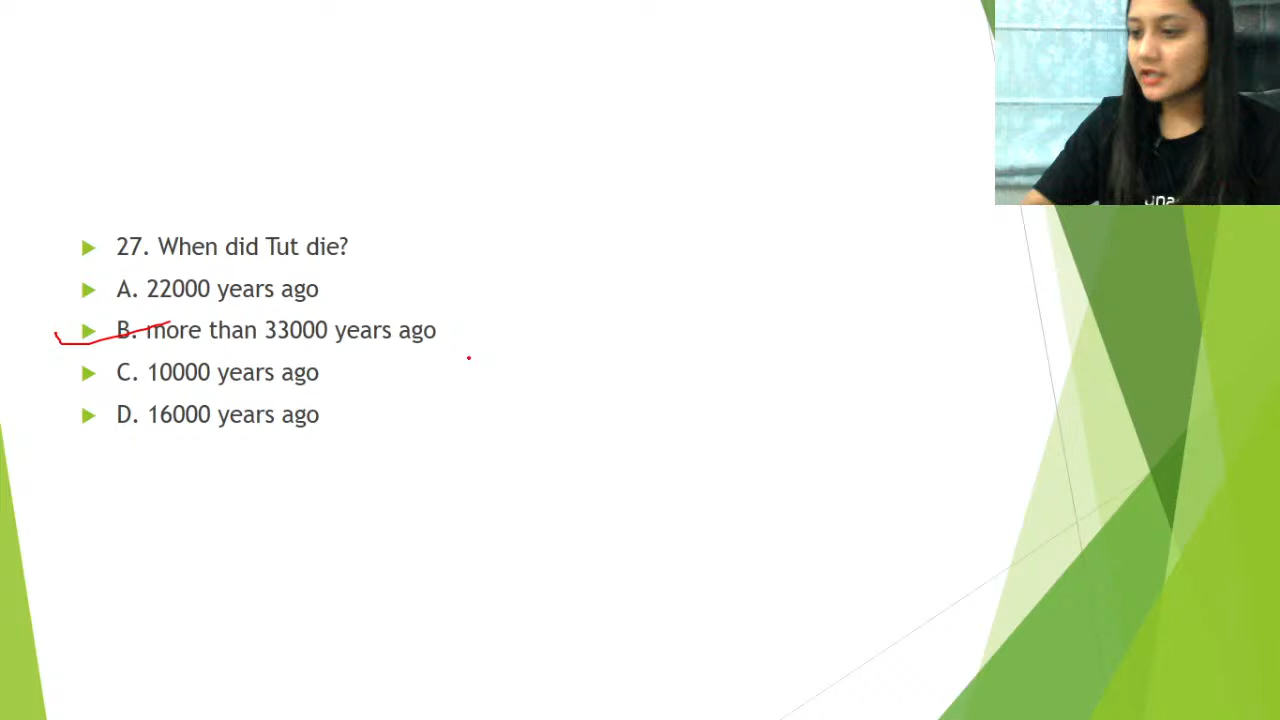 27. When did Tut die?
A. 22000 years ago
B. more than 33000 years ago
C. 10000 years ago
D. 16000 years ago